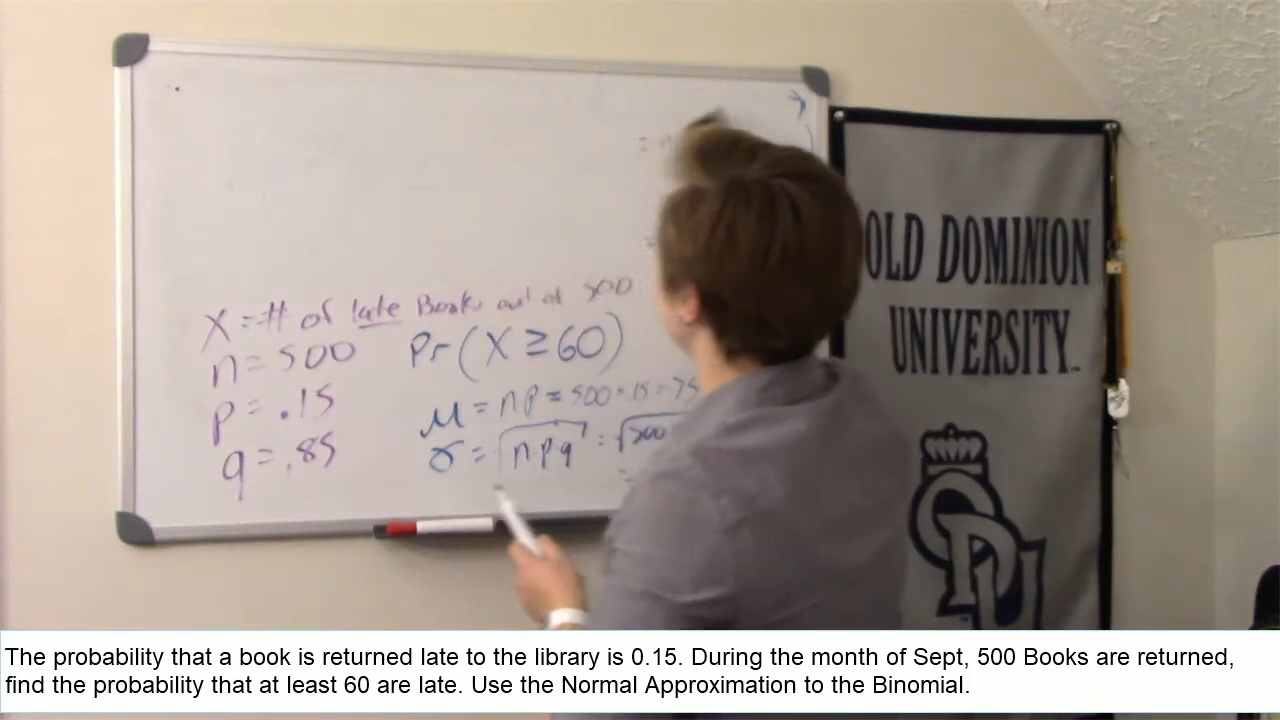 X = # of late Books out of 500
n = 500
Pr(X ≥ 60)
p = .15
μ = np = 500 · .15 = 75
q = .85
σ = √n·p·q = √500
OLD DOMINION
UNIVERSITY
ODU
The probability that a book is returned late to the library is 0.15. During the month of Sept, 500 Books are returned,
find the probability that at least 60 are late. Use the Normal Approximation to the Binomial.